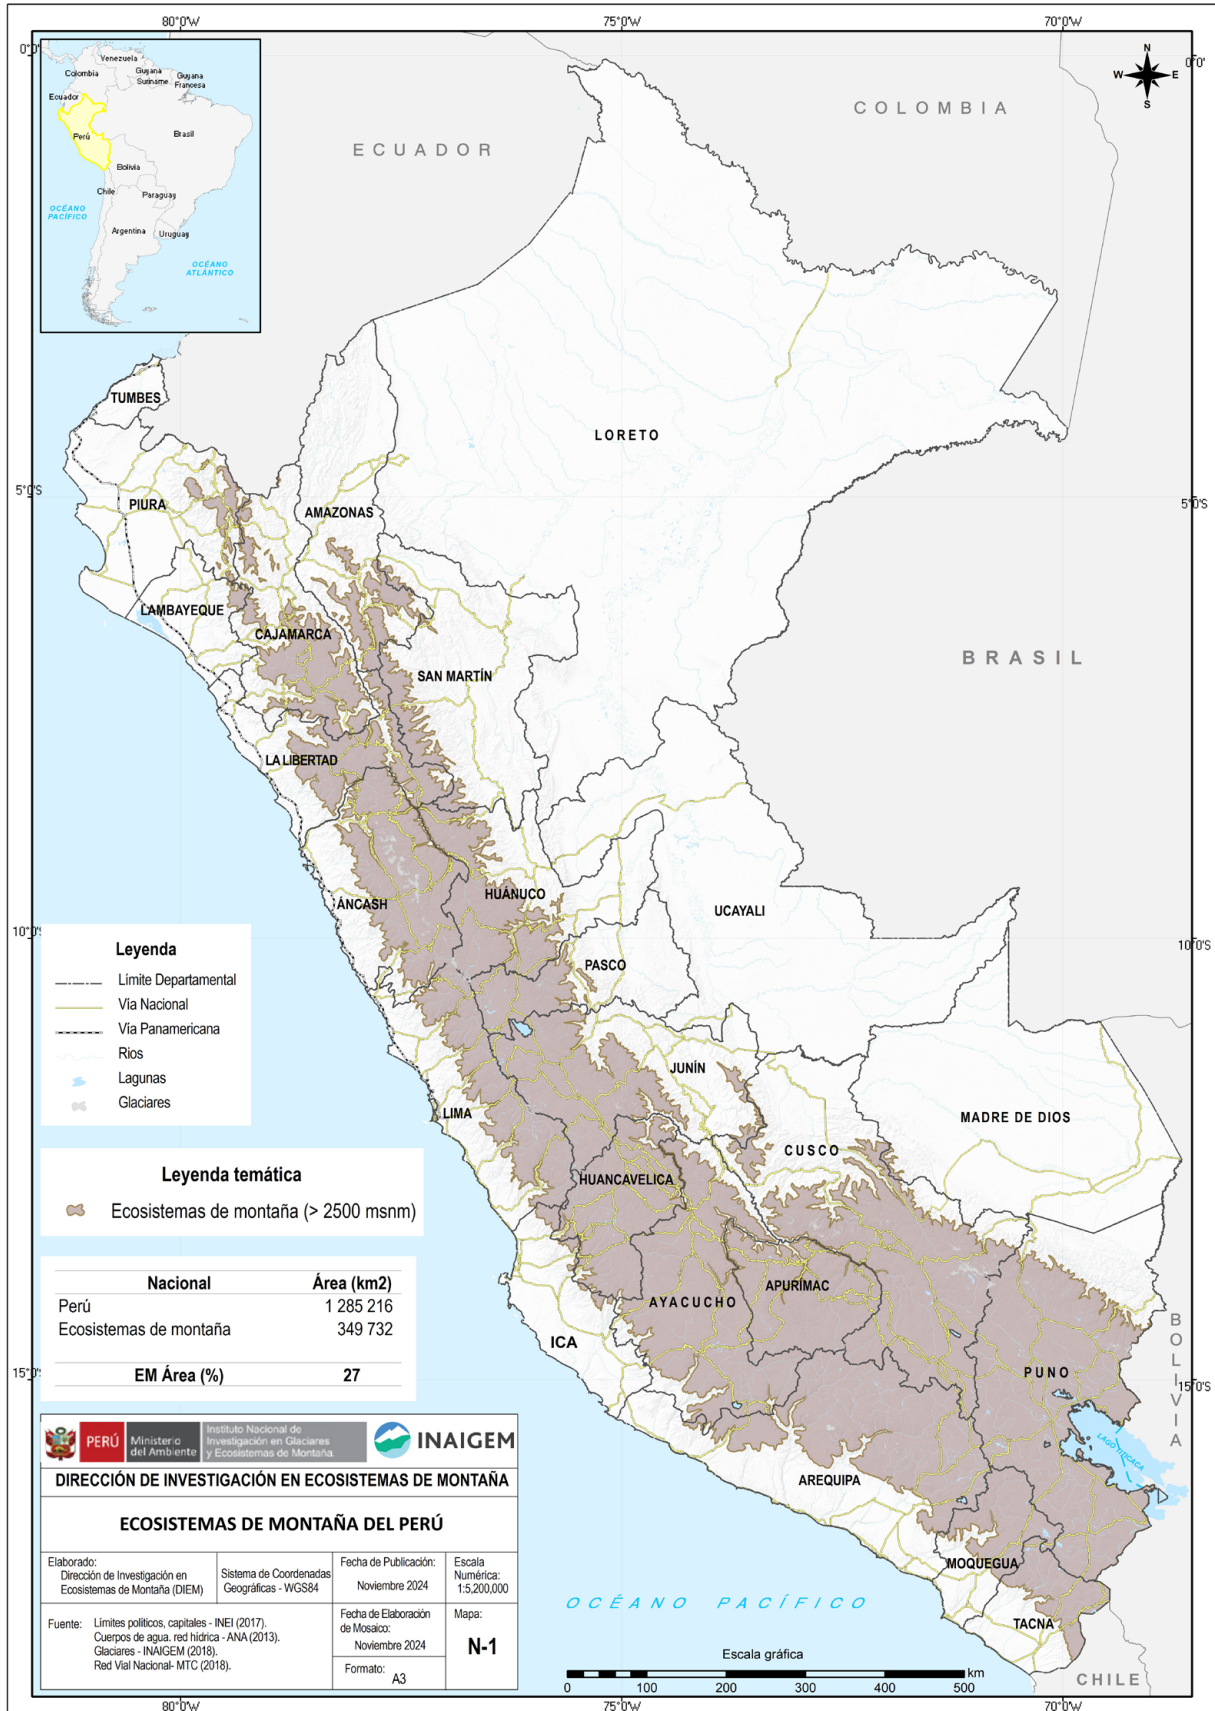 80°0'W
75°0'W
70°0'W
0°0'
0°0'
5°0'S
5°0'S
10°0'S
10°0'S
15°0'S
15°0'S
80°0'W
75°0'W
70°0'W
N
W
E
S
Venezuela
Colombia
Guyana
Suriname
Guyana
Francesa
Ecuador
Perú
Brasil
Bolivia
Chile
Paraguay
Argentina
Uruguay
OCÉANO
PACÍFICO
OCÉANO
ATLÁNTICO
ECUADOR
COLOMBIA
BRASIL
BOLIVIA
CHILE
TUMBES
PIURA
LORETO
AMAZONAS
LAMBAYEQUE
CAJAMARCA
SAN MARTÍN
LA LIBERTAD
ÁNCASH
HUÁNUCO
UCAYALI
PASCO
JUNÍN
LIMA
MADRE DE DIOS
CUSCO
HUANCAVELICA
AYACUCHO
APURÍMAC
ICA
PUNO
LAGO TITICACA
AREQUIPA
MOQUEGUA
TACNA
OCÉANO PACÍFICO
Escala gráfica
km
0 100 200 300 400 500
Leyenda
Límite Departamental
Vía Nacional
Vía Panamericana
Rios
Lagunas
Glaciares
Leyenda temática
Ecosistemas de montaña (> 2500 msnm)
Nacional Área (km2)
Perú 1 285 216
Ecosistemas de montaña 349 732
EM Área (%) 27
PERÚ
Ministerio
del Ambiente
Instituto Nacional de
Investigación en Glaciares
y Ecosistemas de Montaña
INAIGEM
DIRECCIÓN DE INVESTIGACIÓN EN ECOSISTEMAS DE MONTAÑA
ECOSISTEMAS DE MONTAÑA DEL PERÚ
Elaborado:
Dirección de Investigación en
Ecosistemas de Montaña (DIEM)
Sistema de Coordenadas
Geográficas - WGS84
Fecha de Publicación:
Noviembre 2024
Escala
Numérica:
1:5,200,000
Fuente: Límites politicos, capitales - INEI (2017).
Cuerpos de agua. red hídrica - ANA (2013).
Glaciares - INAIGEM (2018).
Red Vial Nacional- MTC (2018).
Fecha de Elaboración
de Mosaico:
Noviembre 2024
Formato:
A3
Mapa:
N-1